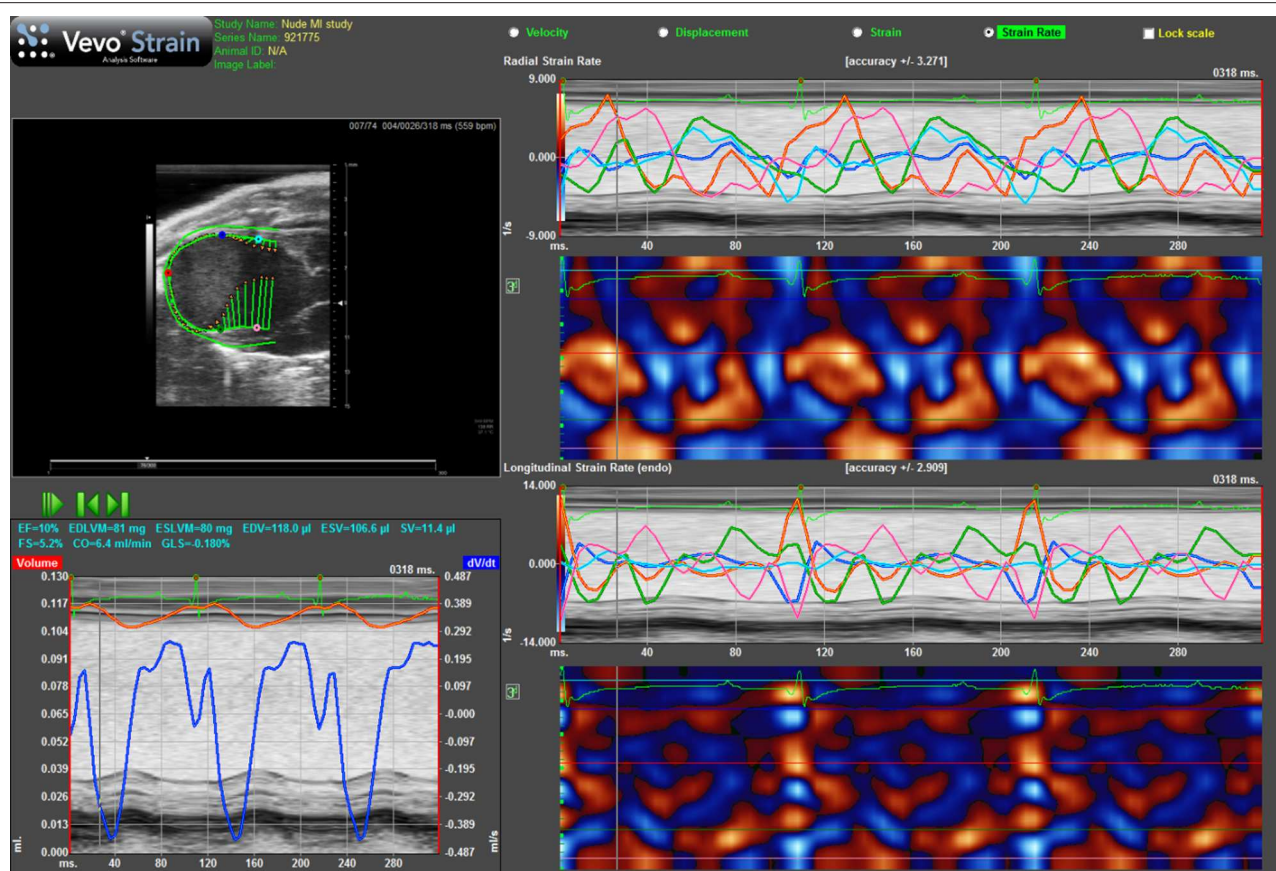 Vevo® Strain
Analysis Software
Study Name: Nude MI study
Series Name: 921775
Animal ID: N/A
Image Label:
Velocity
Displacement
Strain
Strain Rate
Lock scale
007/74 004/0026/318 ms (559 bpm)
Radial Strain Rate
[accuracy +/- 3.271]
0318 ms.
9.000
0.000
-9.000
1/s
ms. 40 80 120 160 200 240 280
Longitudinal Strain Rate (endo)
[accuracy +/- 2.909]
0318 ms.
14.000
0.000
-14.000
1/s
ms. 40 80 120 160 200 240 280
EF=10% EDLVM=81 mg ESLVM=80 mg EDV=118.0 µl ESV=106.6 µl SV=11.4 µl
FS=5.2% CO=6.4 ml/min GLS=-0.180%
Volume
dV/dt
0318 ms.
0.130 0.487
0.117 0.389
0.104 0.292
0.091 0.195
0.078 0.097
0.065 -0.000
0.052 -0.097
0.039 -0.195
0.026 -0.292
0.013 -0.389
0.000 -0.487
ml. ml/s
ms. 40 80 120 160 200 240 280